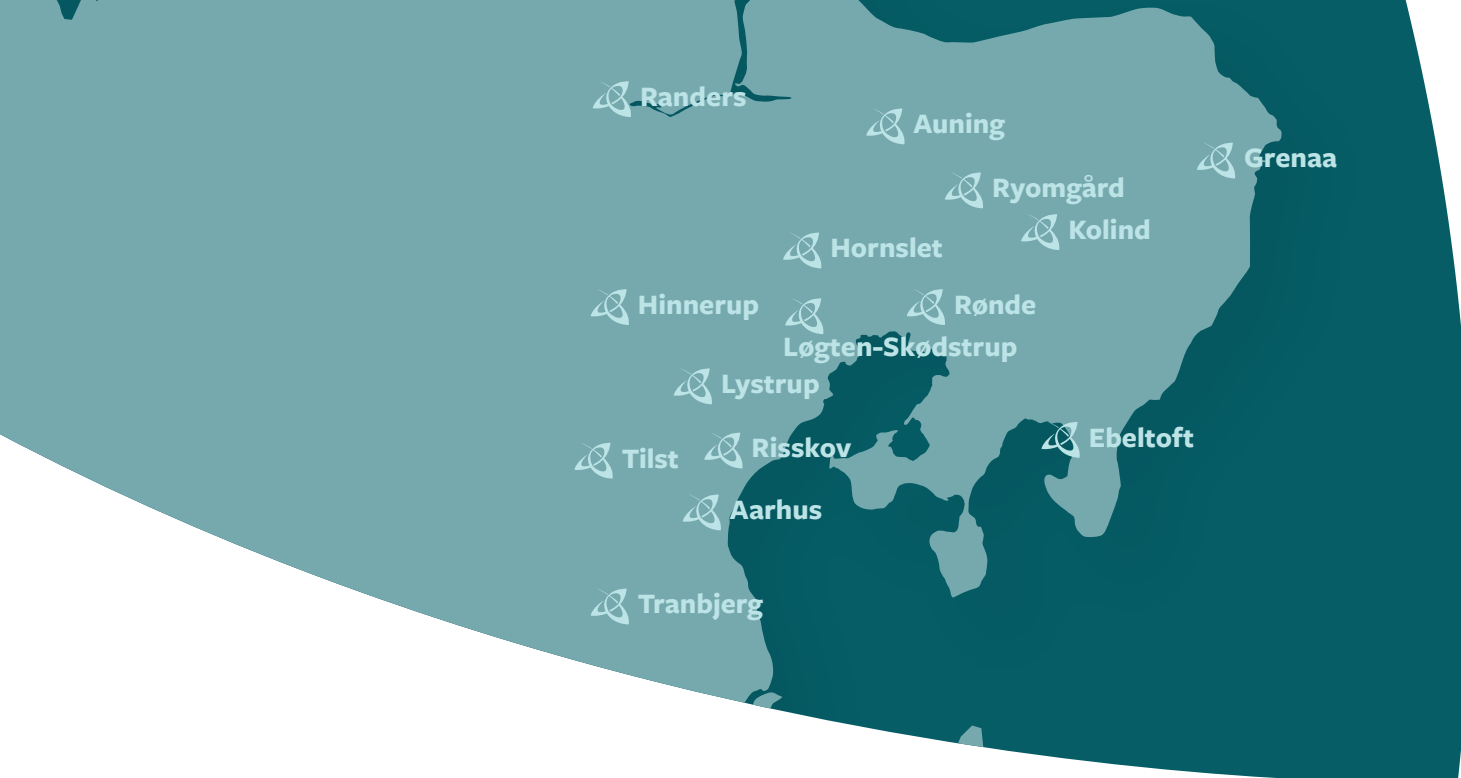 Randers
Auning
Grenaa
Ryomgård
Kolind
Hornslet
Hinnerup
Rønde
Løgten-Skødstrup
Lystrup
Ebeltoft
Risskov
Tilst
Aarhus
Tranbjerg